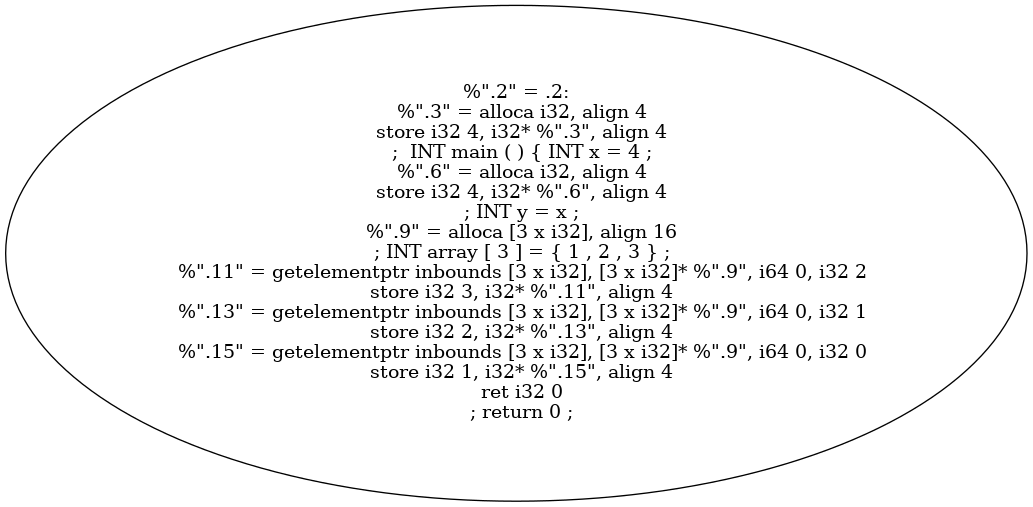 %".2" = .2:
%".3" = alloca i32, align 4
store i32 4, i32* %".3", align 4
;  INT main ( ) { INT x = 4 ;
%".6" = alloca i32, align 4
store i32 4, i32* %".6", align 4
; INT y = x ;
%".9" = alloca [3 x i32], align 16
; INT array [ 3 ] = { 1 , 2 , 3 } ;
%".11" = getelementptr inbounds [3 x i32], [3 x i32]* %".9", i64 0, i32 2
store i32 3, i32* %".11", align 4
%".13" = getelementptr inbounds [3 x i32], [3 x i32]* %".9", i64 0, i32 1
store i32 2, i32* %".13", align 4
%".15" = getelementptr inbounds [3 x i32], [3 x i32]* %".9", i64 0, i32 0
store i32 1, i32* %".15", align 4
ret i32 0
; return 0 ;